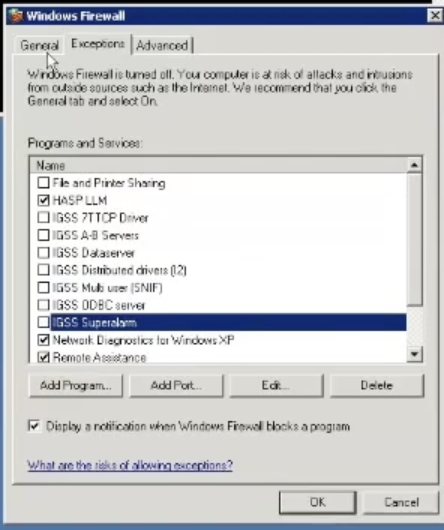 Windows Firewall
General
Exceptions
Advanced
Windows Firewall is turned off. Your computer is at risk of attacks and intrusions
from outside sources such as the Internet. We recommend that you click the
General tab and select On.
Programs and Services:
Name
File and Printer Sharing
HASP LLM
IGSS 7TTCP Driver
IGSS A-B Servers
IGSS Dataserver
IGSS Distributed drivers (I2)
IGSS Multi user (SNIF)
IGSS ODBC server
IGSS Superalarm
Network Diagnostics for Windows XP
Remote Assistance
Add Program...
Add Port...
Edit...
Delete
Display a notification when Windows Firewall blocks a program
What are the risks of allowing exceptions?
OK
Cancel